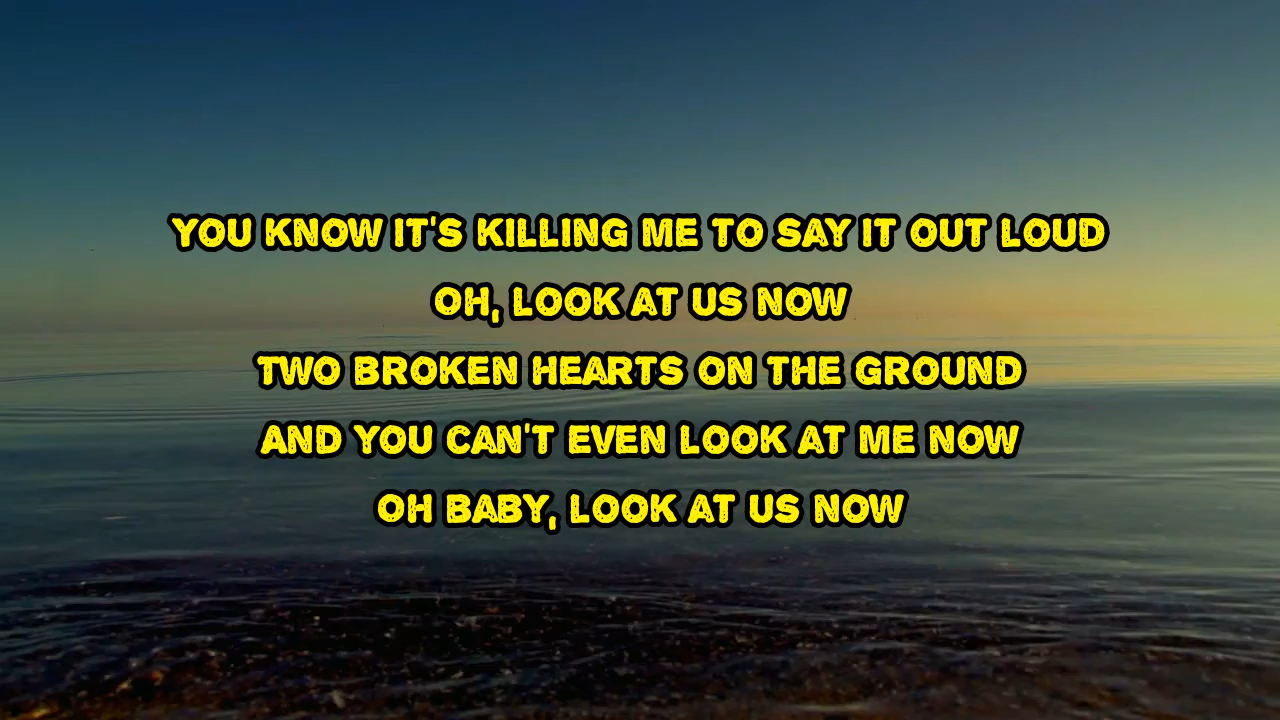 YOU KNOW IT'S KILLING ME TO SAY IT OUT LOUD
OH, LOOK AT US NOW
TWO BROKEN HEARTS ON THE GROUND
AND YOU CAN'T EVEN LOOK AT ME NOW
OH BABY, LOOK AT US NOW